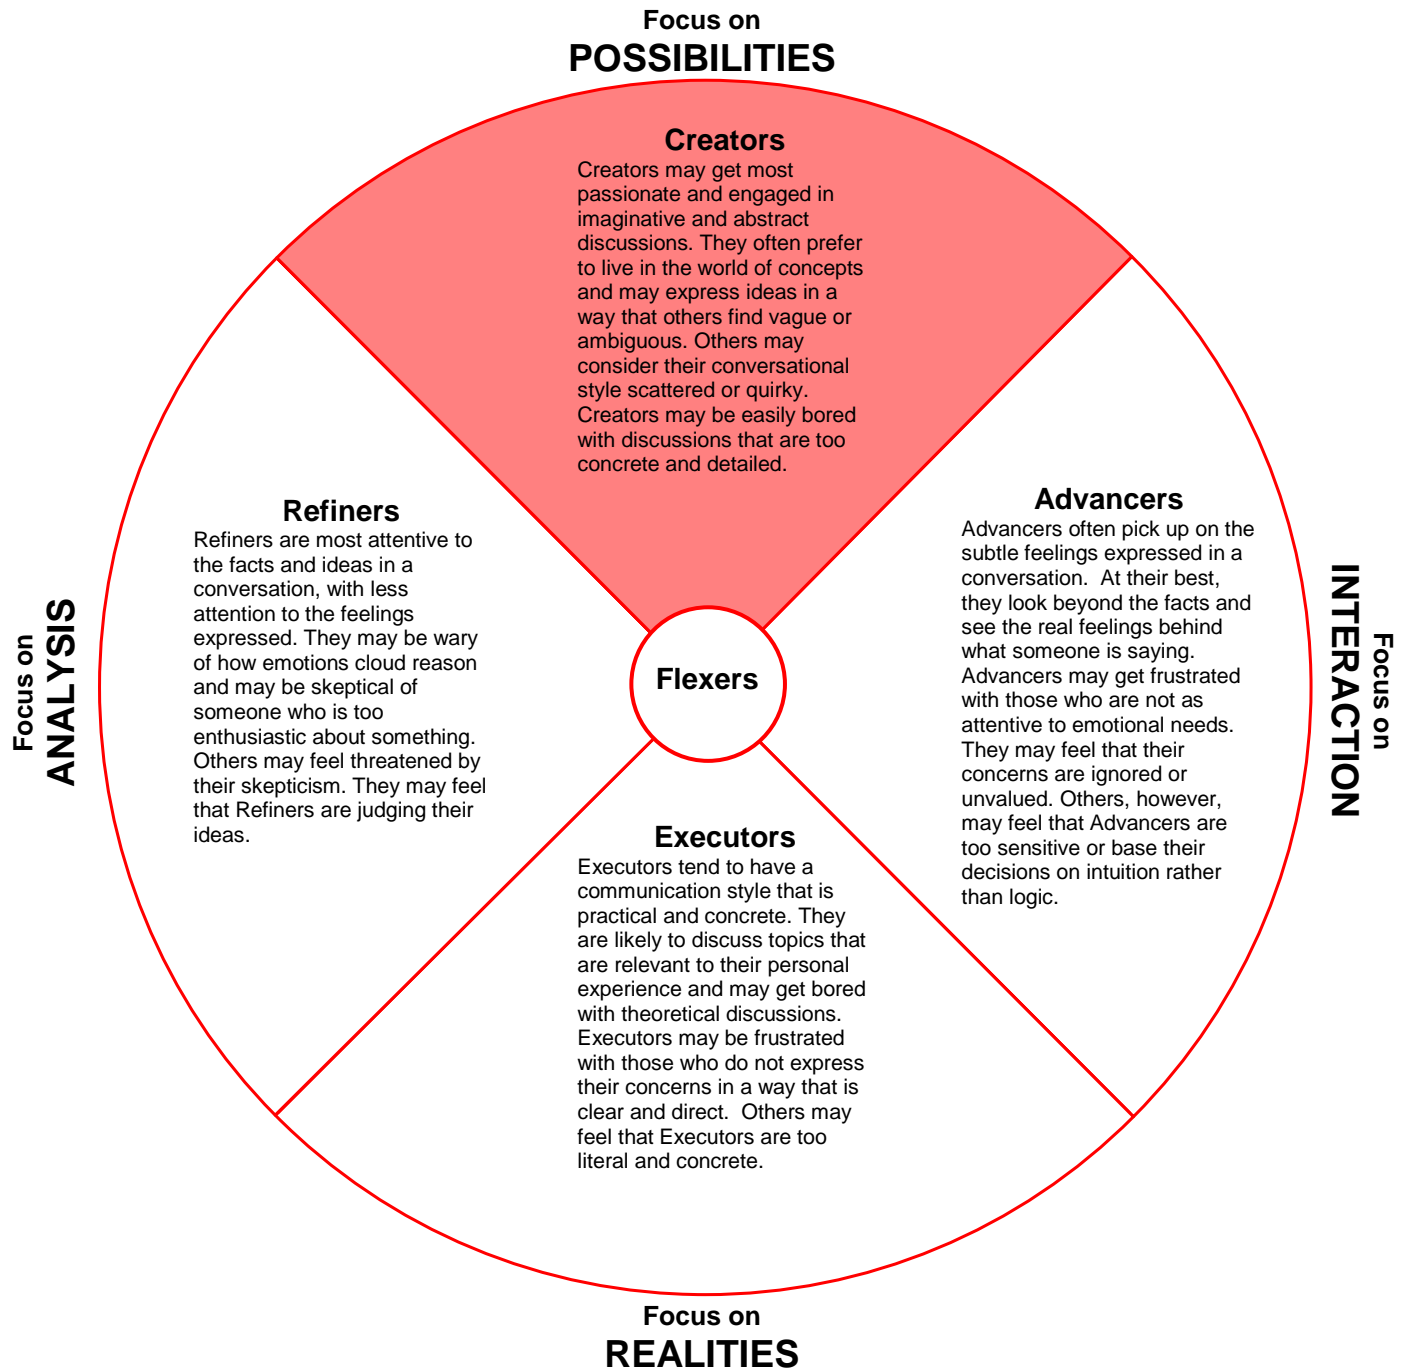 Focus on
POSSIBILITIES
Creators
Creators may get most
passionate and engaged in
imaginative and abstract
discussions. They often prefer
to live in the world of concepts
and may express ideas in a
way that others find vague or
ambiguous. Others may
consider their conversational
style scattered or quirky.
Creators may be easily bored
with discussions that are too
concrete and detailed.
Focus on
ANALYSIS
Refiners
Refiners are most attentive to
the facts and ideas in a
conversation, with less
attention to the feelings
expressed. They may be wary
of how emotions cloud reason
and may be skeptical of
someone who is too
enthusiastic about something.
Others may feel threatened by
their skepticism. They may feel
that Refiners are judging their
ideas.
Flexers
Advancers
Advancers often pick up on the
subtle feelings expressed in a
conversation.  At their best,
they look beyond the facts and
see the real feelings behind
what someone is saying.
Advancers may get frustrated
with those who are not as
attentive to emotional needs.
They may feel that their
concerns are ignored or
unvalued. Others, however,
may feel that Advancers are
too sensitive or base their
decisions on intuition rather
than logic.
Focus on
INTERACTION
Executors
Executors tend to have a
communication style that is
practical and concrete. They
are likely to discuss topics that
are relevant to their personal
experience and may get bored
with theoretical discussions.
Executors may be frustrated
with those who do not express
their concerns in a way that is
clear and direct.  Others may
feel that Executors are too
literal and concrete.
Focus on
REALITIES